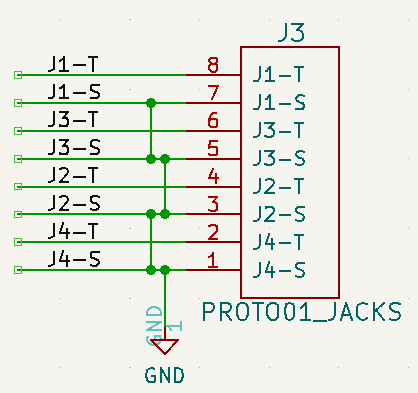 J3
J1-T 8 J1-T
J1-S 7 J1-S
J3-T 6 J3-T
J3-S 5 J3-S
J2-T 4 J2-T
J2-S 3 J2-S
J4-T 2 J4-T
J4-S 1 J4-S
PROTO01_JACKS
GND
1
GND